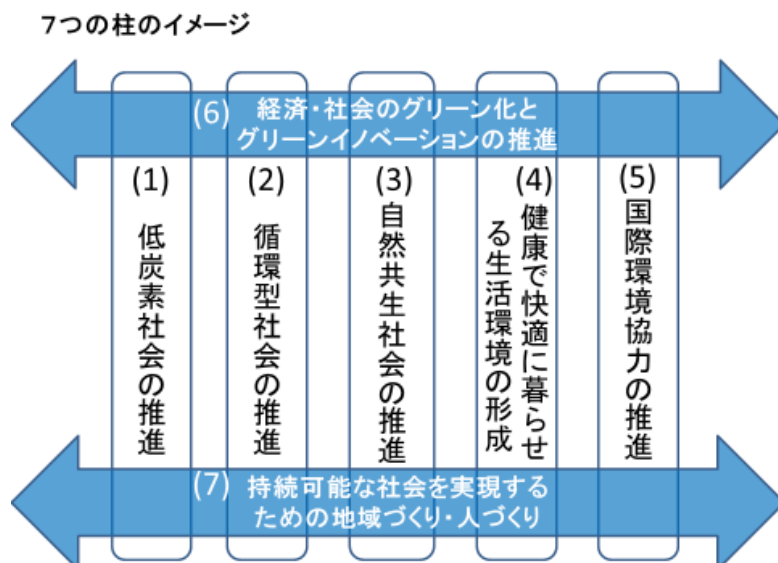 7つの柱のイメージ
(6) 経済・社会のグリーン化と
グリーンイノベーションの推進
(1)
低炭素社会の推進
(2)
循環型社会の推進
(3)
自然共生社会の推進
(4)
健康で快適に暮らせ
る生活環境の形成
(5)
国際環境協力の推進
(7) 持続可能な社会を実現する
ための地域づくり・人づくり